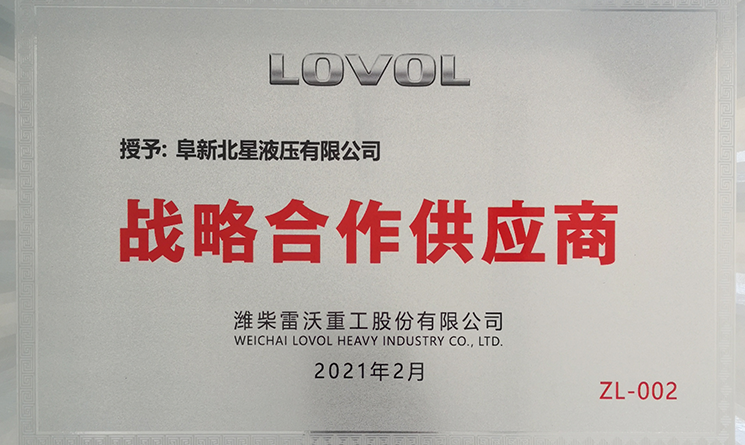 LOVOL
授予: 阜新北星液压有限公司
战略合作供应商
潍柴雷沃重工股份有限公司
WEICHAI LOVOL HEAVY INDUSTRY CO., LTD.
2021年2月
ZL-002